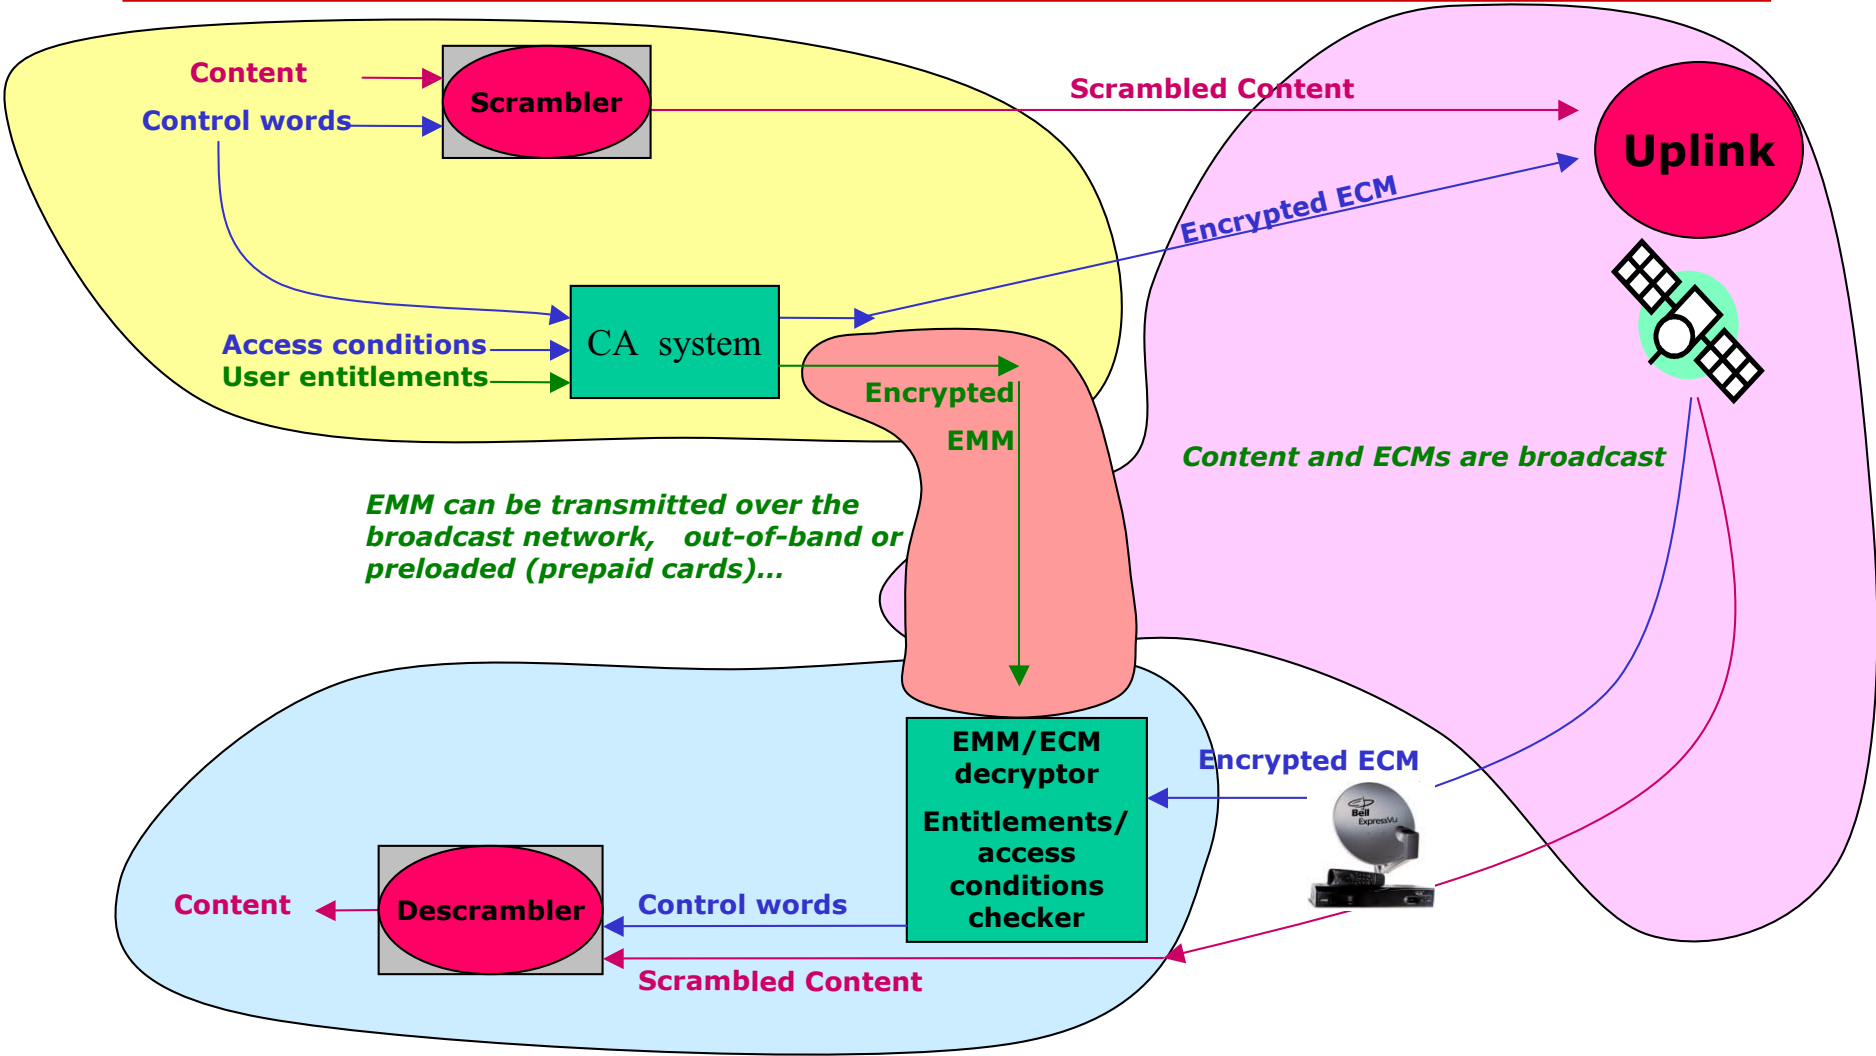 Content
Scrambler
Control words
Scrambled Content
Uplink
Encrypted ECM
CA system
Access conditions
User entitlements
Encrypted
EMM
Content and ECMs are broadcast
EMM can be transmitted over the
broadcast network, out-of-band or
preloaded (prepaid cards)...
EMM/ECM
decryptor
Entitlements/
access
conditions
checker
Encrypted ECM
Bell
ExpressVu
Content
Descrambler
Control words
Scrambled Content